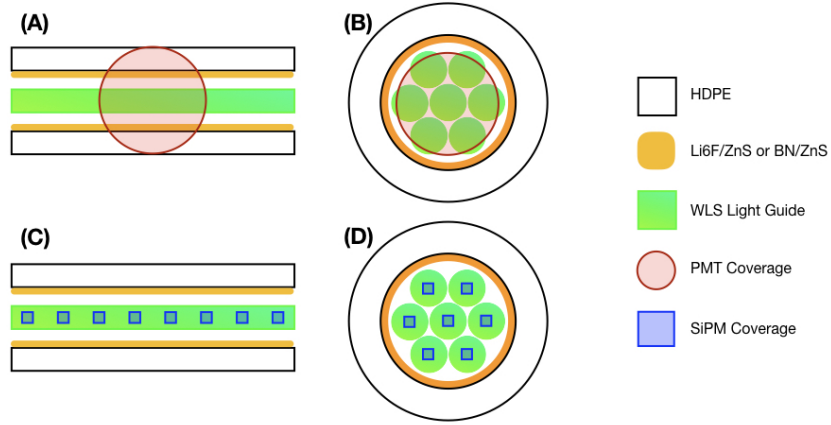 (A)
(B)
HDPE
Li6F/ZnS or BN/ZnS
WLS Light Guide
(C)
(D)
PMT Coverage
SiPM Coverage